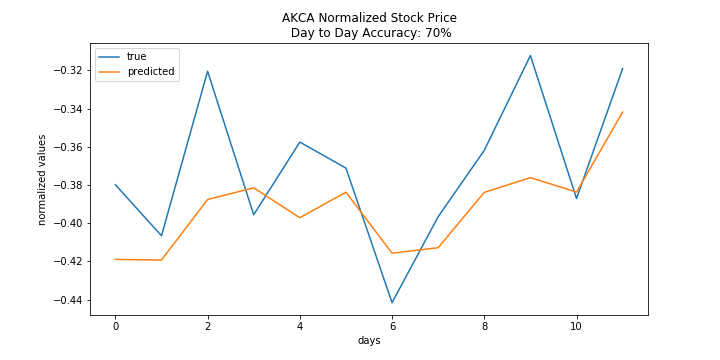 AKCA Normalized Stock Price
Day to Day Accuracy: 70%
true
predicted
normalized values
−0.32
−0.34
−0.36
−0.38
−0.40
−0.42
−0.44
0 2 4 6 8 10
days